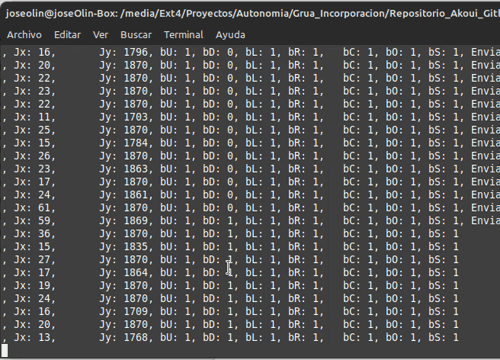 joseolin@joseOlin-Box: /media/Ext4/Proyectos/Autonomia/Grua_Incorporacion/Repositorio_Akoui_Git
Archivo Editar Ver Buscar Terminal Ayuda
, Jx: 16, Jy: 1796, bU: 1, bD: 0, bL: 1, bR: 1, bC: 1, bO: 1, bS: 1, Envia
, Jx: 20, Jy: 1870, bU: 1, bD: 0, bL: 1, bR: 1, bC: 1, bO: 1, bS: 1, Envia
, Jx: 22, Jy: 1870, bU: 1, bD: 0, bL: 1, bR: 1, bC: 1, bO: 1, bS: 1, Envia
, Jx: 23, Jy: 1870, bU: 1, bD: 0, bL: 1, bR: 1, bC: 1, bO: 1, bS: 1, Envia
, Jx: 22, Jy: 1870, bU: 1, bD: 0, bL: 1, bR: 1, bC: 1, bO: 1, bS: 1, Envia
, Jx: 11, Jy: 1703, bU: 1, bD: 0, bL: 1, bR: 1, bC: 1, bO: 1, bS: 1, Envia
, Jx: 25, Jy: 1870, bU: 1, bD: 0, bL: 1, bR: 1, bC: 1, bO: 1, bS: 1, Envia
, Jx: 15, Jy: 1784, bU: 1, bD: 0, bL: 1, bR: 1, bC: 1, bO: 1, bS: 1, Envia
, Jx: 26, Jy: 1870, bU: 1, bD: 0, bL: 1, bR: 1, bC: 1, bO: 1, bS: 1, Envia
, Jx: 23, Jy: 1863, bU: 1, bD: 0, bL: 1, bR: 1, bC: 1, bO: 1, bS: 1, Envia
, Jx: 17, Jy: 1870, bU: 1, bD: 0, bL: 1, bR: 1, bC: 1, bO: 1, bS: 1, Envia
, Jx: 24, Jy: 1861, bU: 1, bD: 0, bL: 1, bR: 1, bC: 1, bO: 1, bS: 1, Envia
, Jx: 61, Jy: 1870, bU: 1, bD: 0, bL: 1, bR: 1, bC: 1, bO: 1, bS: 1, Envia
, Jx: 59, Jy: 1869, bU: 1, bD: 1, bL: 1, bR: 1, bC: 1, bO: 1, bS: 1, Envia
, Jx: 36, Jy: 1870, bU: 1, bD: 1, bL: 1, bR: 1, bC: 1, bO: 1, bS: 1
, Jx: 15, Jy: 1835, bU: 1, bD: 1, bL: 1, bR: 1, bC: 1, bO: 1, bS: 1
, Jx: 27, Jy: 1870, bU: 1, bD: 1, bL: 1, bR: 1, bC: 1, bO: 1, bS: 1
, Jx: 17, Jy: 1864, bU: 1, bD: 1, bL: 1, bR: 1, bC: 1, bO: 1, bS: 1
, Jx: 19, Jy: 1870, bU: 1, bD: 1, bL: 1, bR: 1, bC: 1, bO: 1, bS: 1
, Jx: 24, Jy: 1870, bU: 1, bD: 1, bL: 1, bR: 1, bC: 1, bO: 1, bS: 1
, Jx: 16, Jy: 1709, bU: 1, bD: 1, bL: 1, bR: 1, bC: 1, bO: 1, bS: 1
, Jx: 20, Jy: 1870, bU: 1, bD: 1, bL: 1, bR: 1, bC: 1, bO: 1, bS: 1
, Jx: 13, Jy: 1768, bU: 1, bD: 1, bL: 1, bR: 1, bC: 1, bO: 1, bS: 1